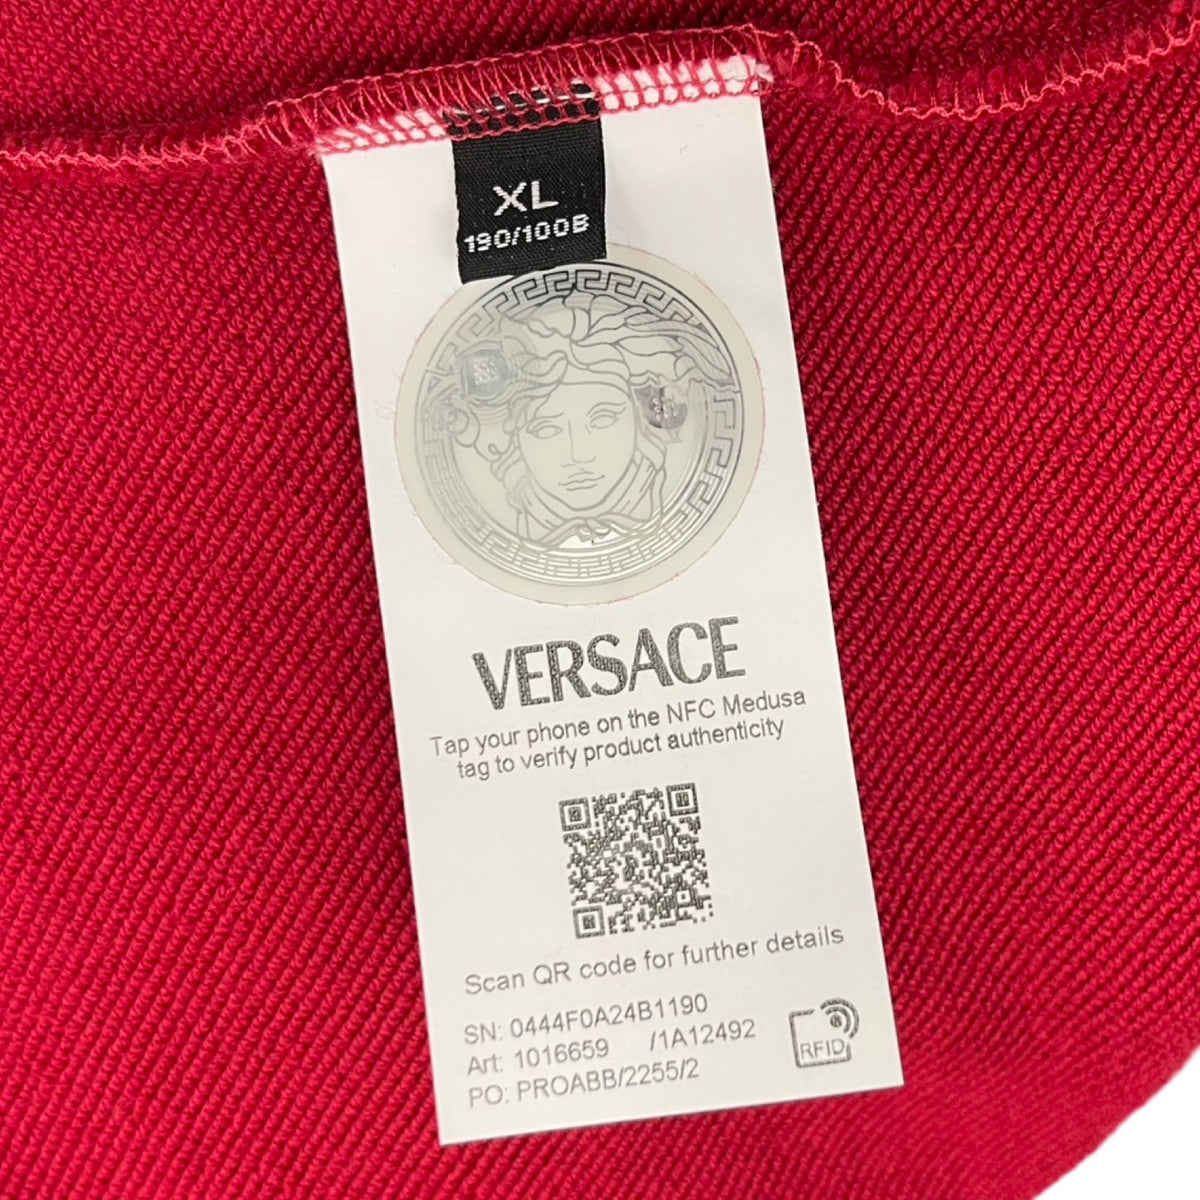 XL
190/100B
VERSACE
Tap your phone on the NFC Medusa
tag to verify product authenticity
Scan QR code for further details
SN: 0444F0A24B1190
Art: 1016659 /1A12492
PO: PROABB/2255/2
RFID